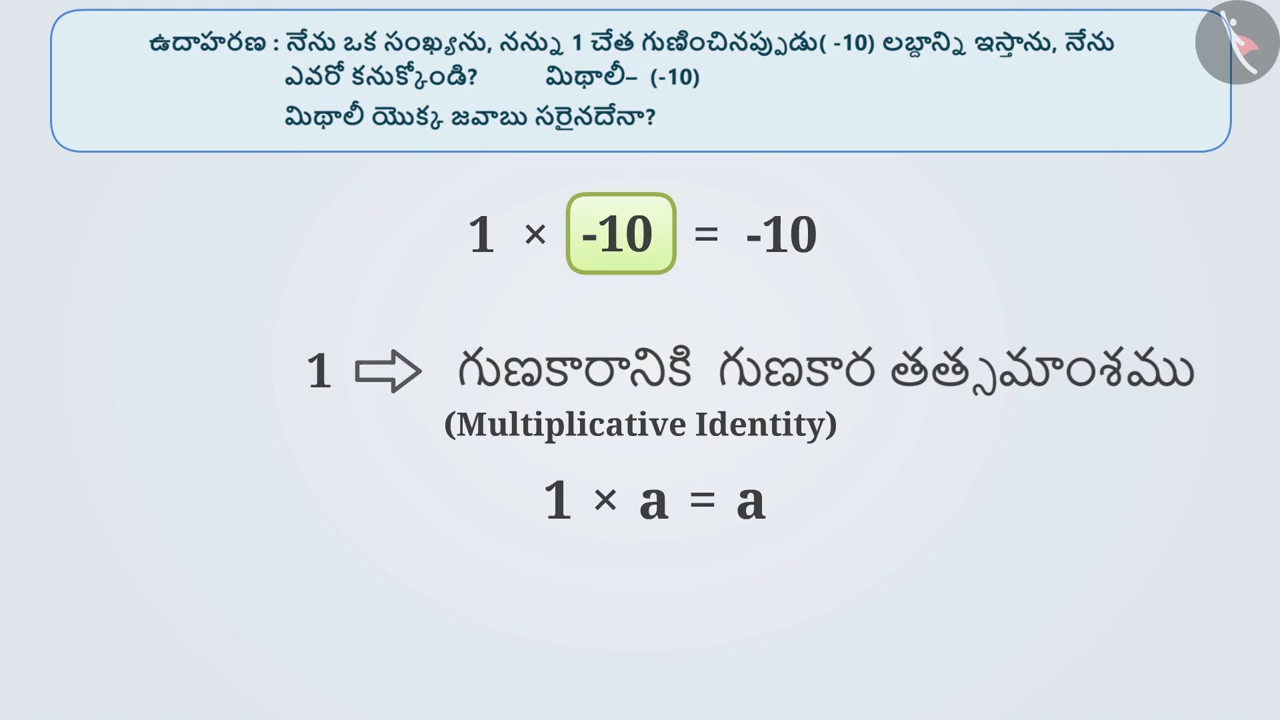 ఉదాహరణ : నేను ఒక సంఖ్యను, నన్ను 1 చేత గుణించినప్పుడు( -10) లబ్దాన్ని ఇస్తాను, నేను
ఎవరో కనుక్కోండి? మిథాలీ– (-10)
మిథాలీ యొక్క జవాబు సరైనదేనా?
1 × -10 = -10
1 ⇨ గుణకారానికి గుణకార తత్సమాంశము
(Multiplicative Identity)
1 × a = a